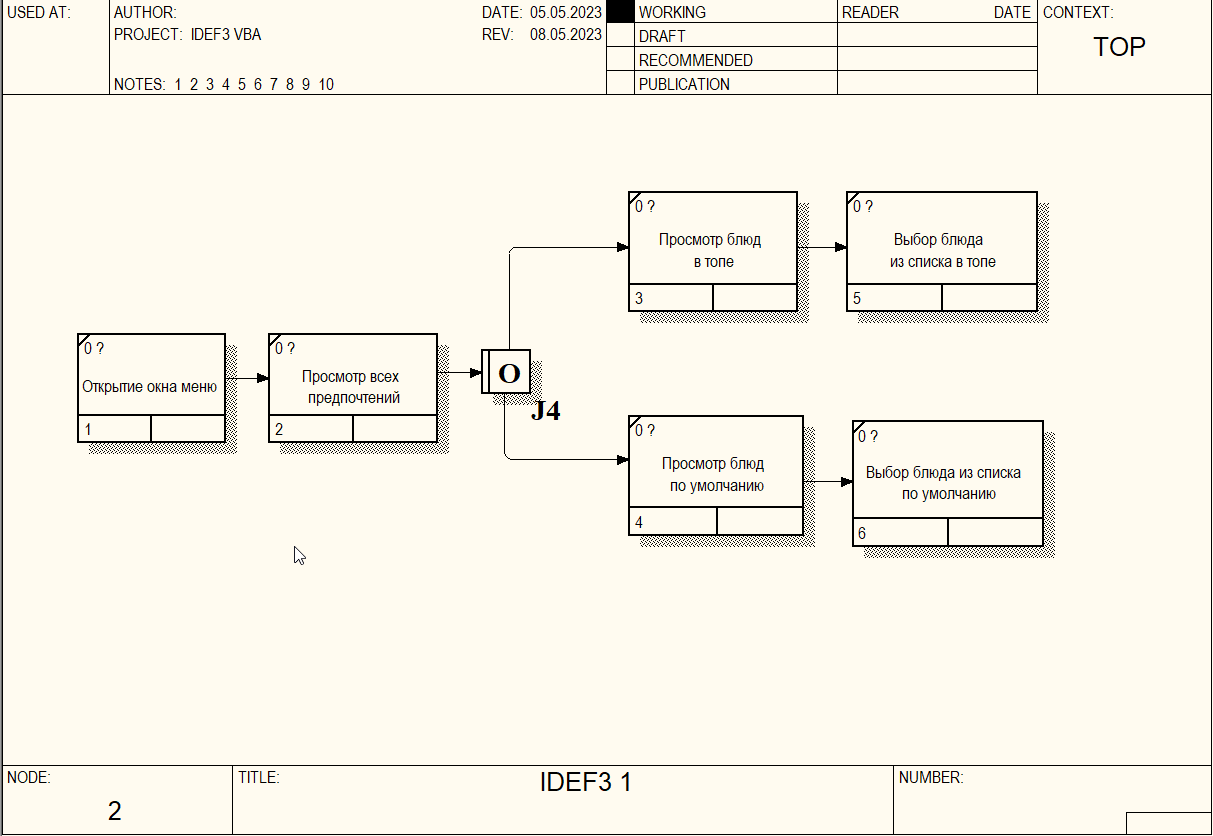 USED AT:
AUTHOR:
DATE: 05.05.2023
PROJECT: IDEF3 VBA
REV: 08.05.2023
NOTES: 1 2 3 4 5 6 7 8 9 10
WORKING
DRAFT
RECOMMENDED
PUBLICATION
READER
DATE
CONTEXT:
TOP
0 ?
Открытие окна меню
1
0 ?
Просмотр всех
предпочтений
2
O
J4
0 ?
Просмотр блюд
в топе
3
0 ?
Выбор блюда
из списка в топе
5
0 ?
Просмотр блюд
по умолчанию
4
0 ?
Выбор блюда из списка
по умолчанию
6
NODE:
2
TITLE:
IDEF3 1
NUMBER: